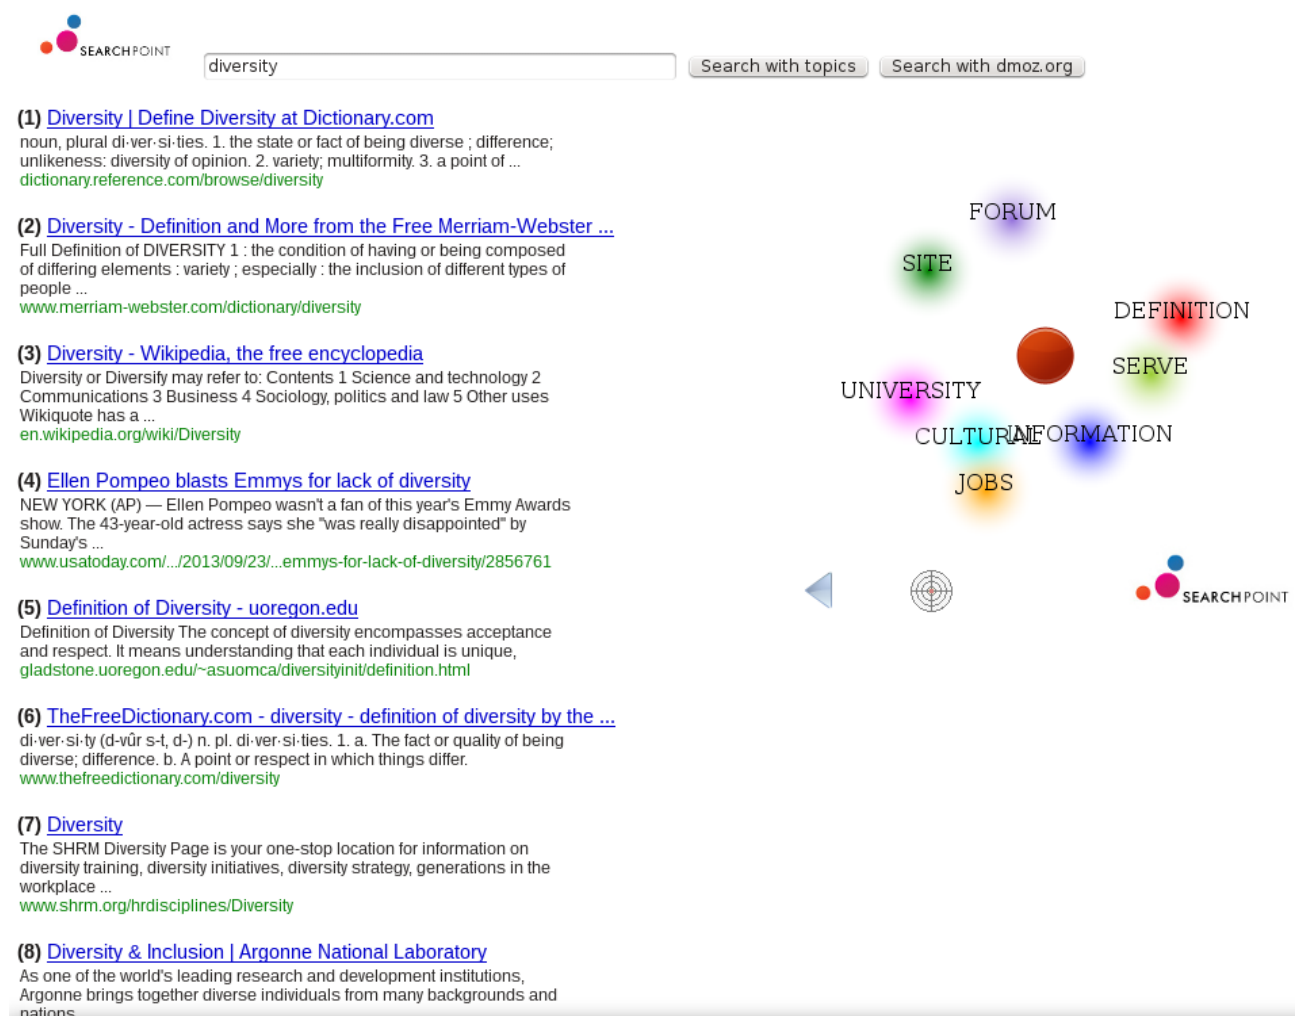 SEARCHPOINT
diversity
Search with topics
Search with dmoz.org
(1) Diversity | Define Diversity at Dictionary.com
noun, plural di·ver·si·ties. 1. the state or fact of being diverse ; difference;
unlikeness: diversity of opinion. 2. variety; multiformity. 3. a point of ...
dictionary.reference.com/browse/diversity
(2) Diversity - Definition and More from the Free Merriam-Webster ...
Full Definition of DIVERSITY 1 : the condition of having or being composed
of differing elements : variety ; especially : the inclusion of different types of
people ...
www.merriam-webster.com/dictionary/diversity
(3) Diversity - Wikipedia, the free encyclopedia
Diversity or Diversify may refer to: Contents 1 Science and technology 2
Communications 3 Business 4 Sociology, politics and law 5 Other uses
Wikiquote has a ...
en.wikipedia.org/wiki/Diversity
(4) Ellen Pompeo blasts Emmys for lack of diversity
NEW YORK (AP) — Ellen Pompeo wasn't a fan of this year's Emmy Awards
show. The 43-year-old actress says she "was really disappointed" by
Sunday's ...
www.usatoday.com/.../2013/09/23/...emmys-for-lack-of-diversity/2856761
(5) Definition of Diversity - uoregon.edu
Definition of Diversity The concept of diversity encompasses acceptance
and respect. It means understanding that each individual is unique,
gladstone.uoregon.edu/~asuomca/diversityinit/definition.html
(6) TheFreeDictionary.com - diversity - definition of diversity by the ...
di·ver·si·ty (d-vûr s-t, d-) n. pl. di·ver·si·ties. 1. a. The fact or quality of being
diverse; difference. b. A point or respect in which things differ.
www.thefreedictionary.com/diversity
(7) Diversity
The SHRM Diversity Page is your one-stop location for information on
diversity training, diversity initiatives, diversity strategy, generations in the
workplace ...
www.shrm.org/hrdisciplines/Diversity
(8) Diversity & Inclusion | Argonne National Laboratory
As one of the world's leading research and development institutions,
Argonne brings together diverse individuals from many backgrounds and
nations
FORUM
SITE
DEFINITION
SERVE
UNIVERSITY
CULTURAL
INFORMATION
JOBS
SEARCHPOINT